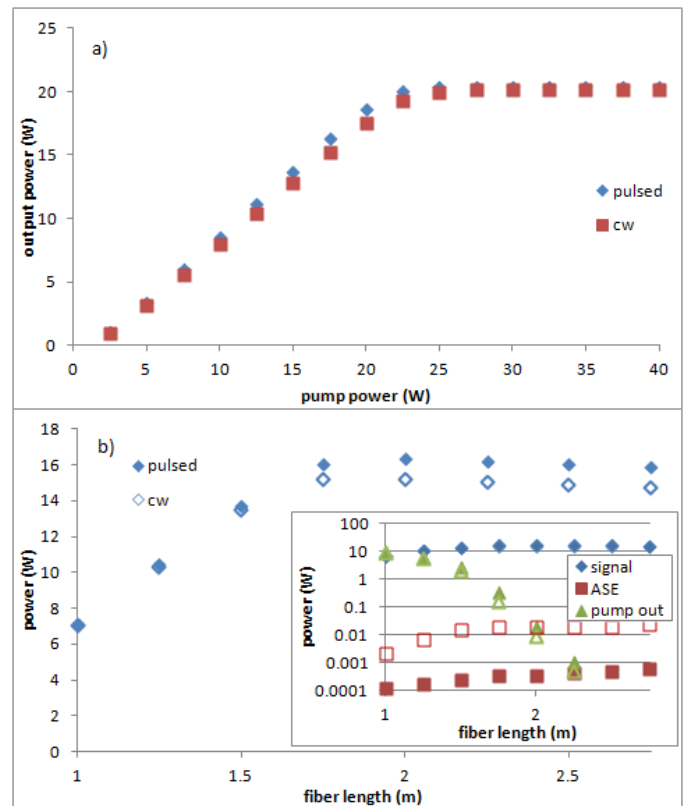 a)
25
20
15
10
5
0
output power (W)
pulsed
cw
0 5 10 15 20 25 30 35 40
pump power (W)
b)
18
16
14
12
10
8
6
4
2
0
power (W)
pulsed
cw
100
10
1
0.1
0.01
0.001
0.0001
power (W)
signal
ASE
pump out
1 2
fiber length (m)
1 1.5 2 2.5
fiber length (m)